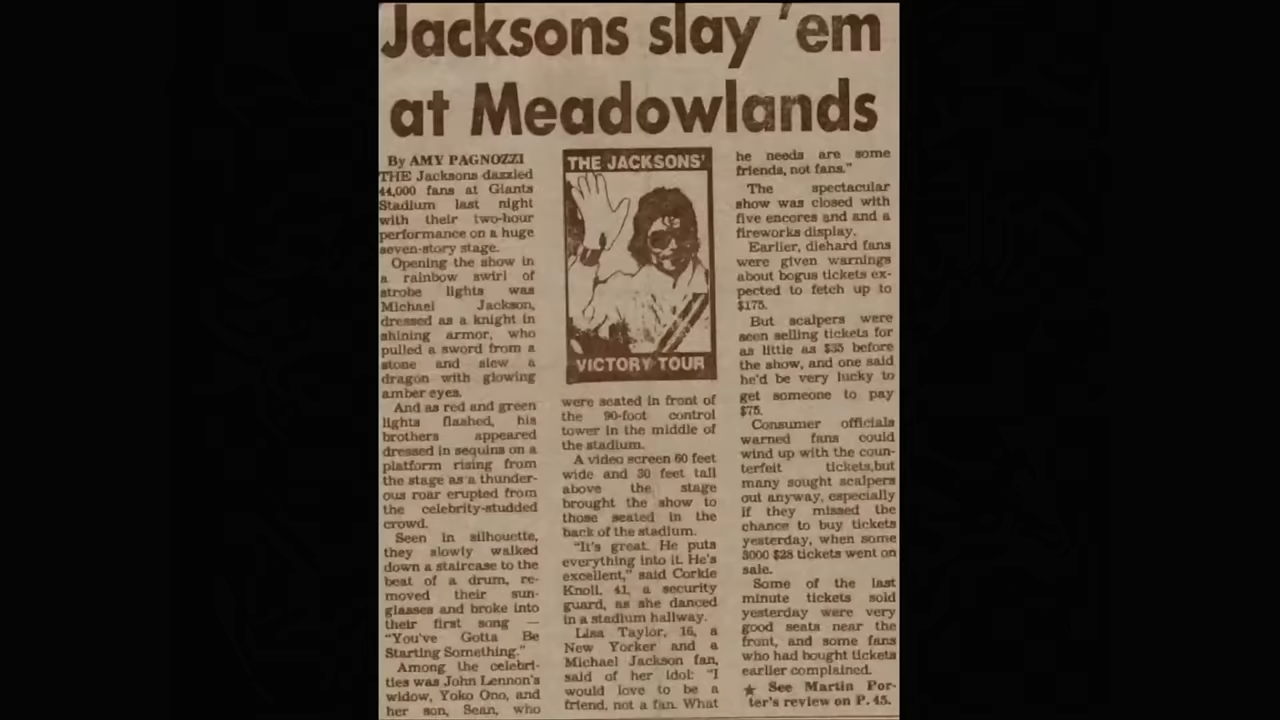 Jacksons slay 'em
at Meadowlands
By AMY PAGNOZZI
THE Jacksons dazzled
44,000 fans at Giants
Stadium last night
with their two-hour
performance on a huge
seven-story stage.
Opening the show in
a rainbow swirl of
strobe lights was
Michael Jackson,
dressed as a knight in
shining armor, who
pulled a sword from a
stone and slew a
dragon with glowing
amber eyes.
And as red and green
lights flashed, his
brothers appeared
dressed in sequins on a
platform rising from
the stage as a thunder-
ous roar erupted from
the celebrity-studded
crowd.
Seen in silhouette,
they slowly walked
down a staircase to the
beat of a drum, re-
moved their sun-
glasses and broke into
their first song —
"You've Gotta Be
Starting Something."
Among the celebri-
ties was John Lennon's
widow, Yoko Ono, and
her son, Sean, who
THE JACKSONS'
VICTORY TOUR
were seated in front of
the 90-foot control
tower in the middle of
the stadium.
A video screen 60 feet
wide and 30 feet tall
above the stage
brought the show to
those seated in the
back of the stadium.
"It's great. He puts
everything into it. He's
excellent," said Corkie
Knoll, 41, a security
guard, as she danced
in a stadium hallway.
Lisa Taylor, 16, a
New Yorker and a
Michael Jackson fan,
said of her idol: "I
would love to be a
friend, not a fan. What
he needs are some
friends, not fans."
The spectacular
show was closed with
five encores and and a
fireworks display.
Earlier, diehard fans
were given warnings
about bogus tickets ex-
pected to fetch up to
$175.
But scalpers were
seen selling tickets for
as little as $35 before
the show, and one said
he'd be very lucky to
get someone to pay
$75.
Consumer officials
warned fans could
wind up with the coun-
terfeit tickets,but
many sought scalpers
out anyway, especially
if they missed the
chance to buy tickets
yesterday, when some
3000 $28 tickets went on
sale.
Some of the last
minute tickets sold
yesterday were very
good seats near the
front, and some fans
who had bought tickets
earlier complained.
★ See Martin Por-
ter's review on P. 45.